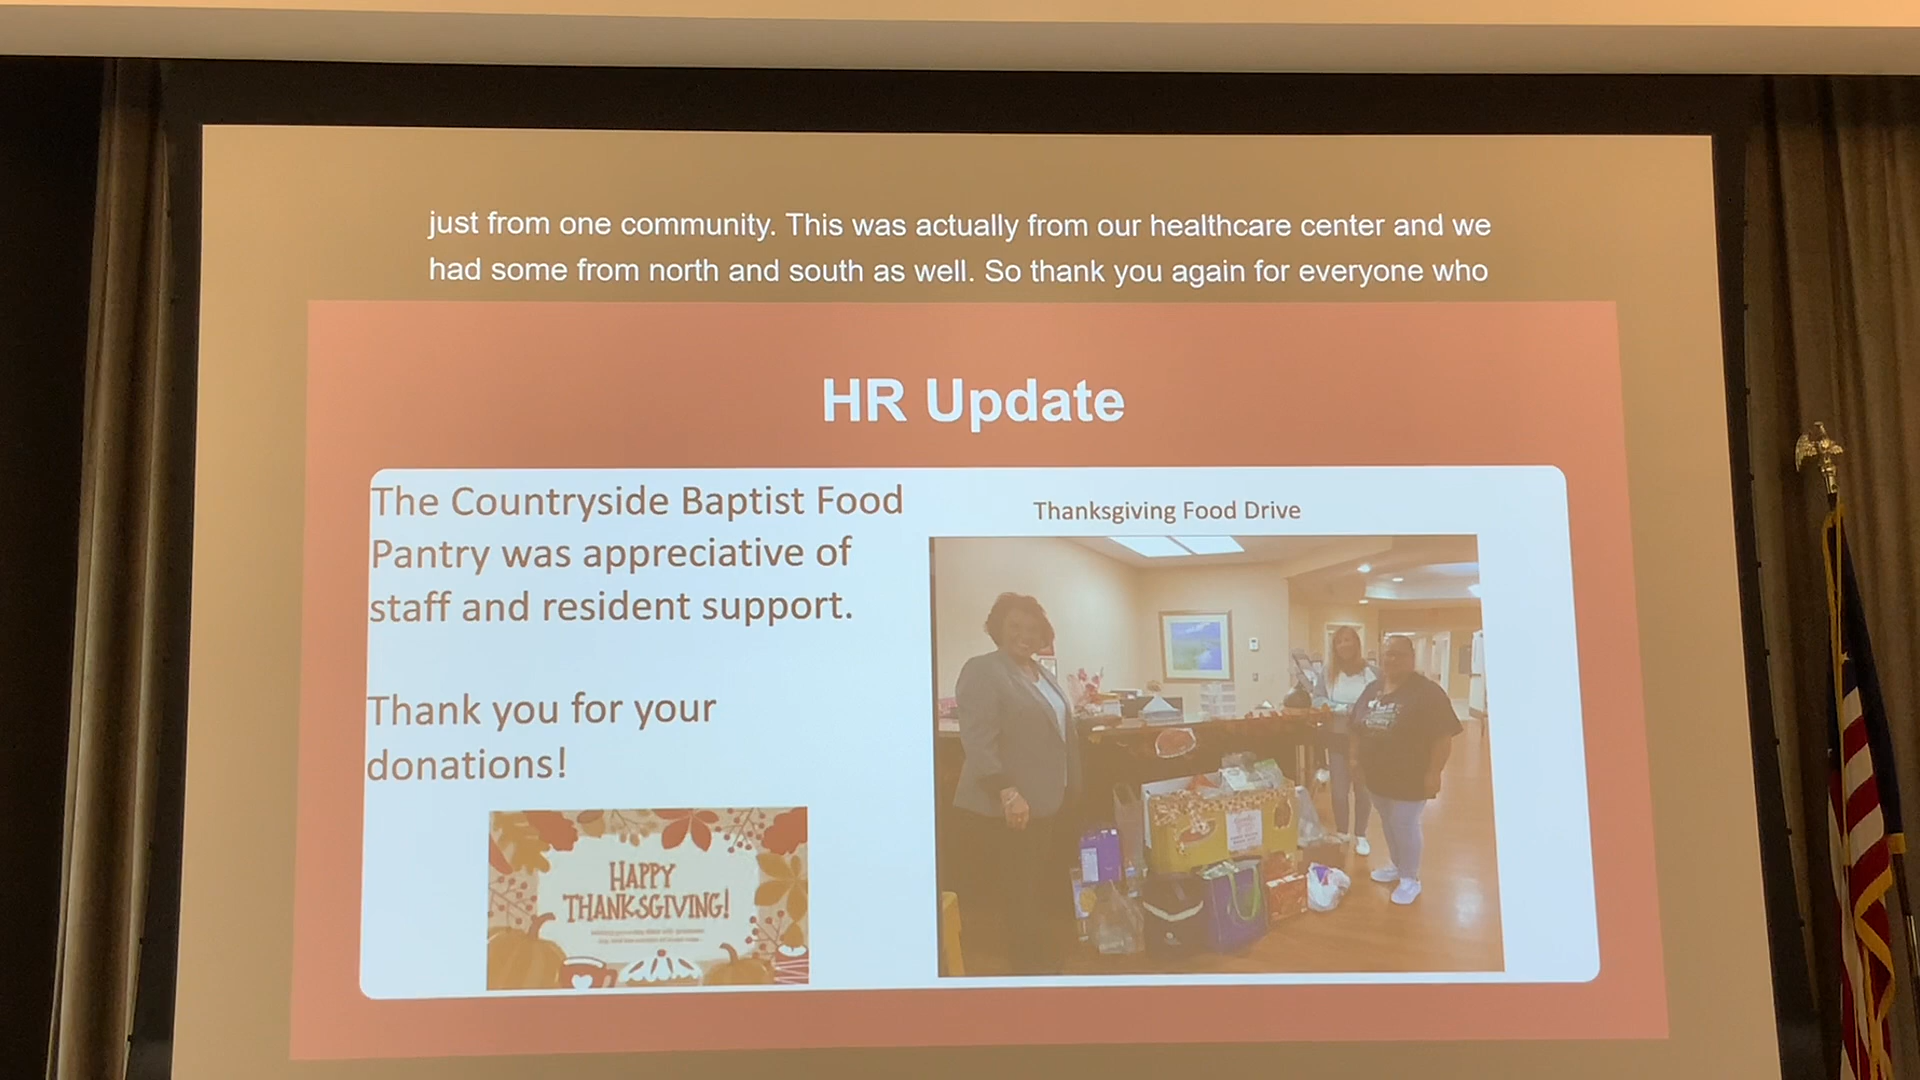 just from one community. This was actually from our healthcare center and we
had some from north and south as well. So thank you again for everyone who
HR Update
The Countryside Baptist Food
Pantry was appreciative of
staff and resident support.
Thank you for your
donations!
Thanksgiving Food Drive
HAPPY
THANKSGIVING!